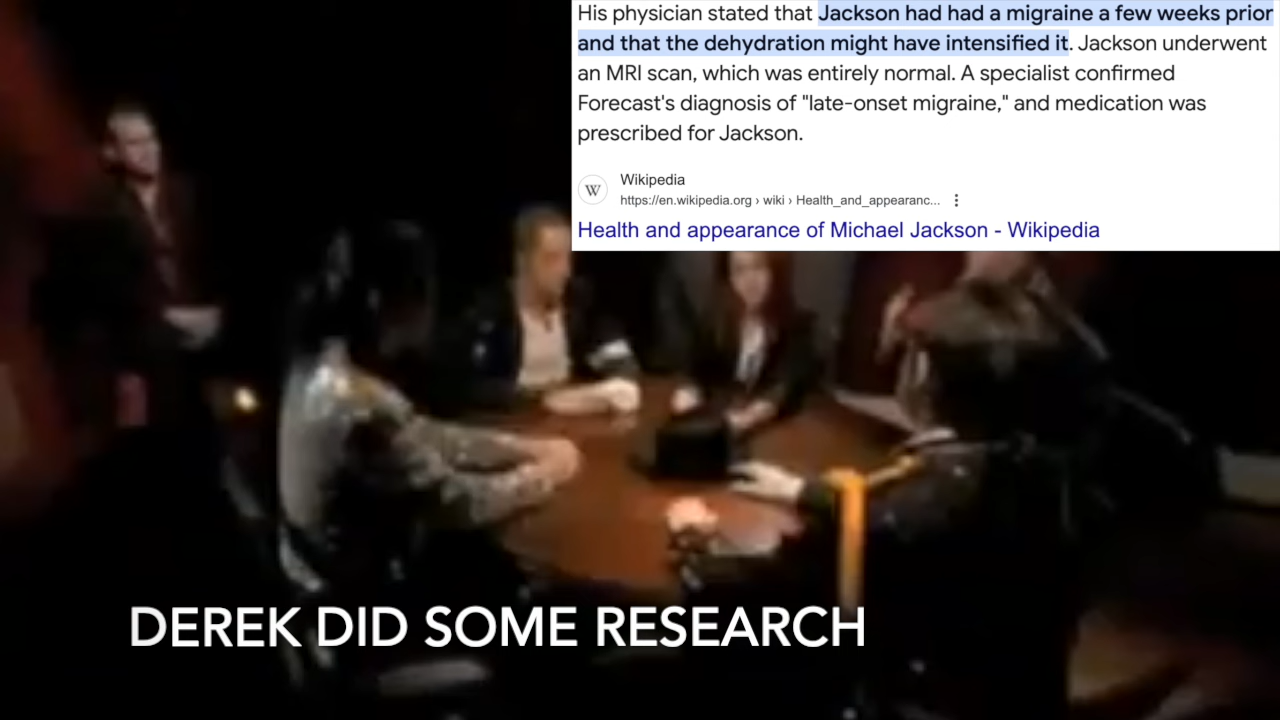 His physician stated that Jackson had had a migraine a few weeks prior
and that the dehydration might have intensified it. Jackson underwent
an MRI scan, which was entirely normal. A specialist confirmed
Forecast's diagnosis of "late-onset migraine," and medication was
prescribed for Jackson.
W
Wikipedia
https://en.wikipedia.org › wiki › Health_and_appearanc...
Health and appearance of Michael Jackson - Wikipedia
DEREK DID SOME RESEARCH